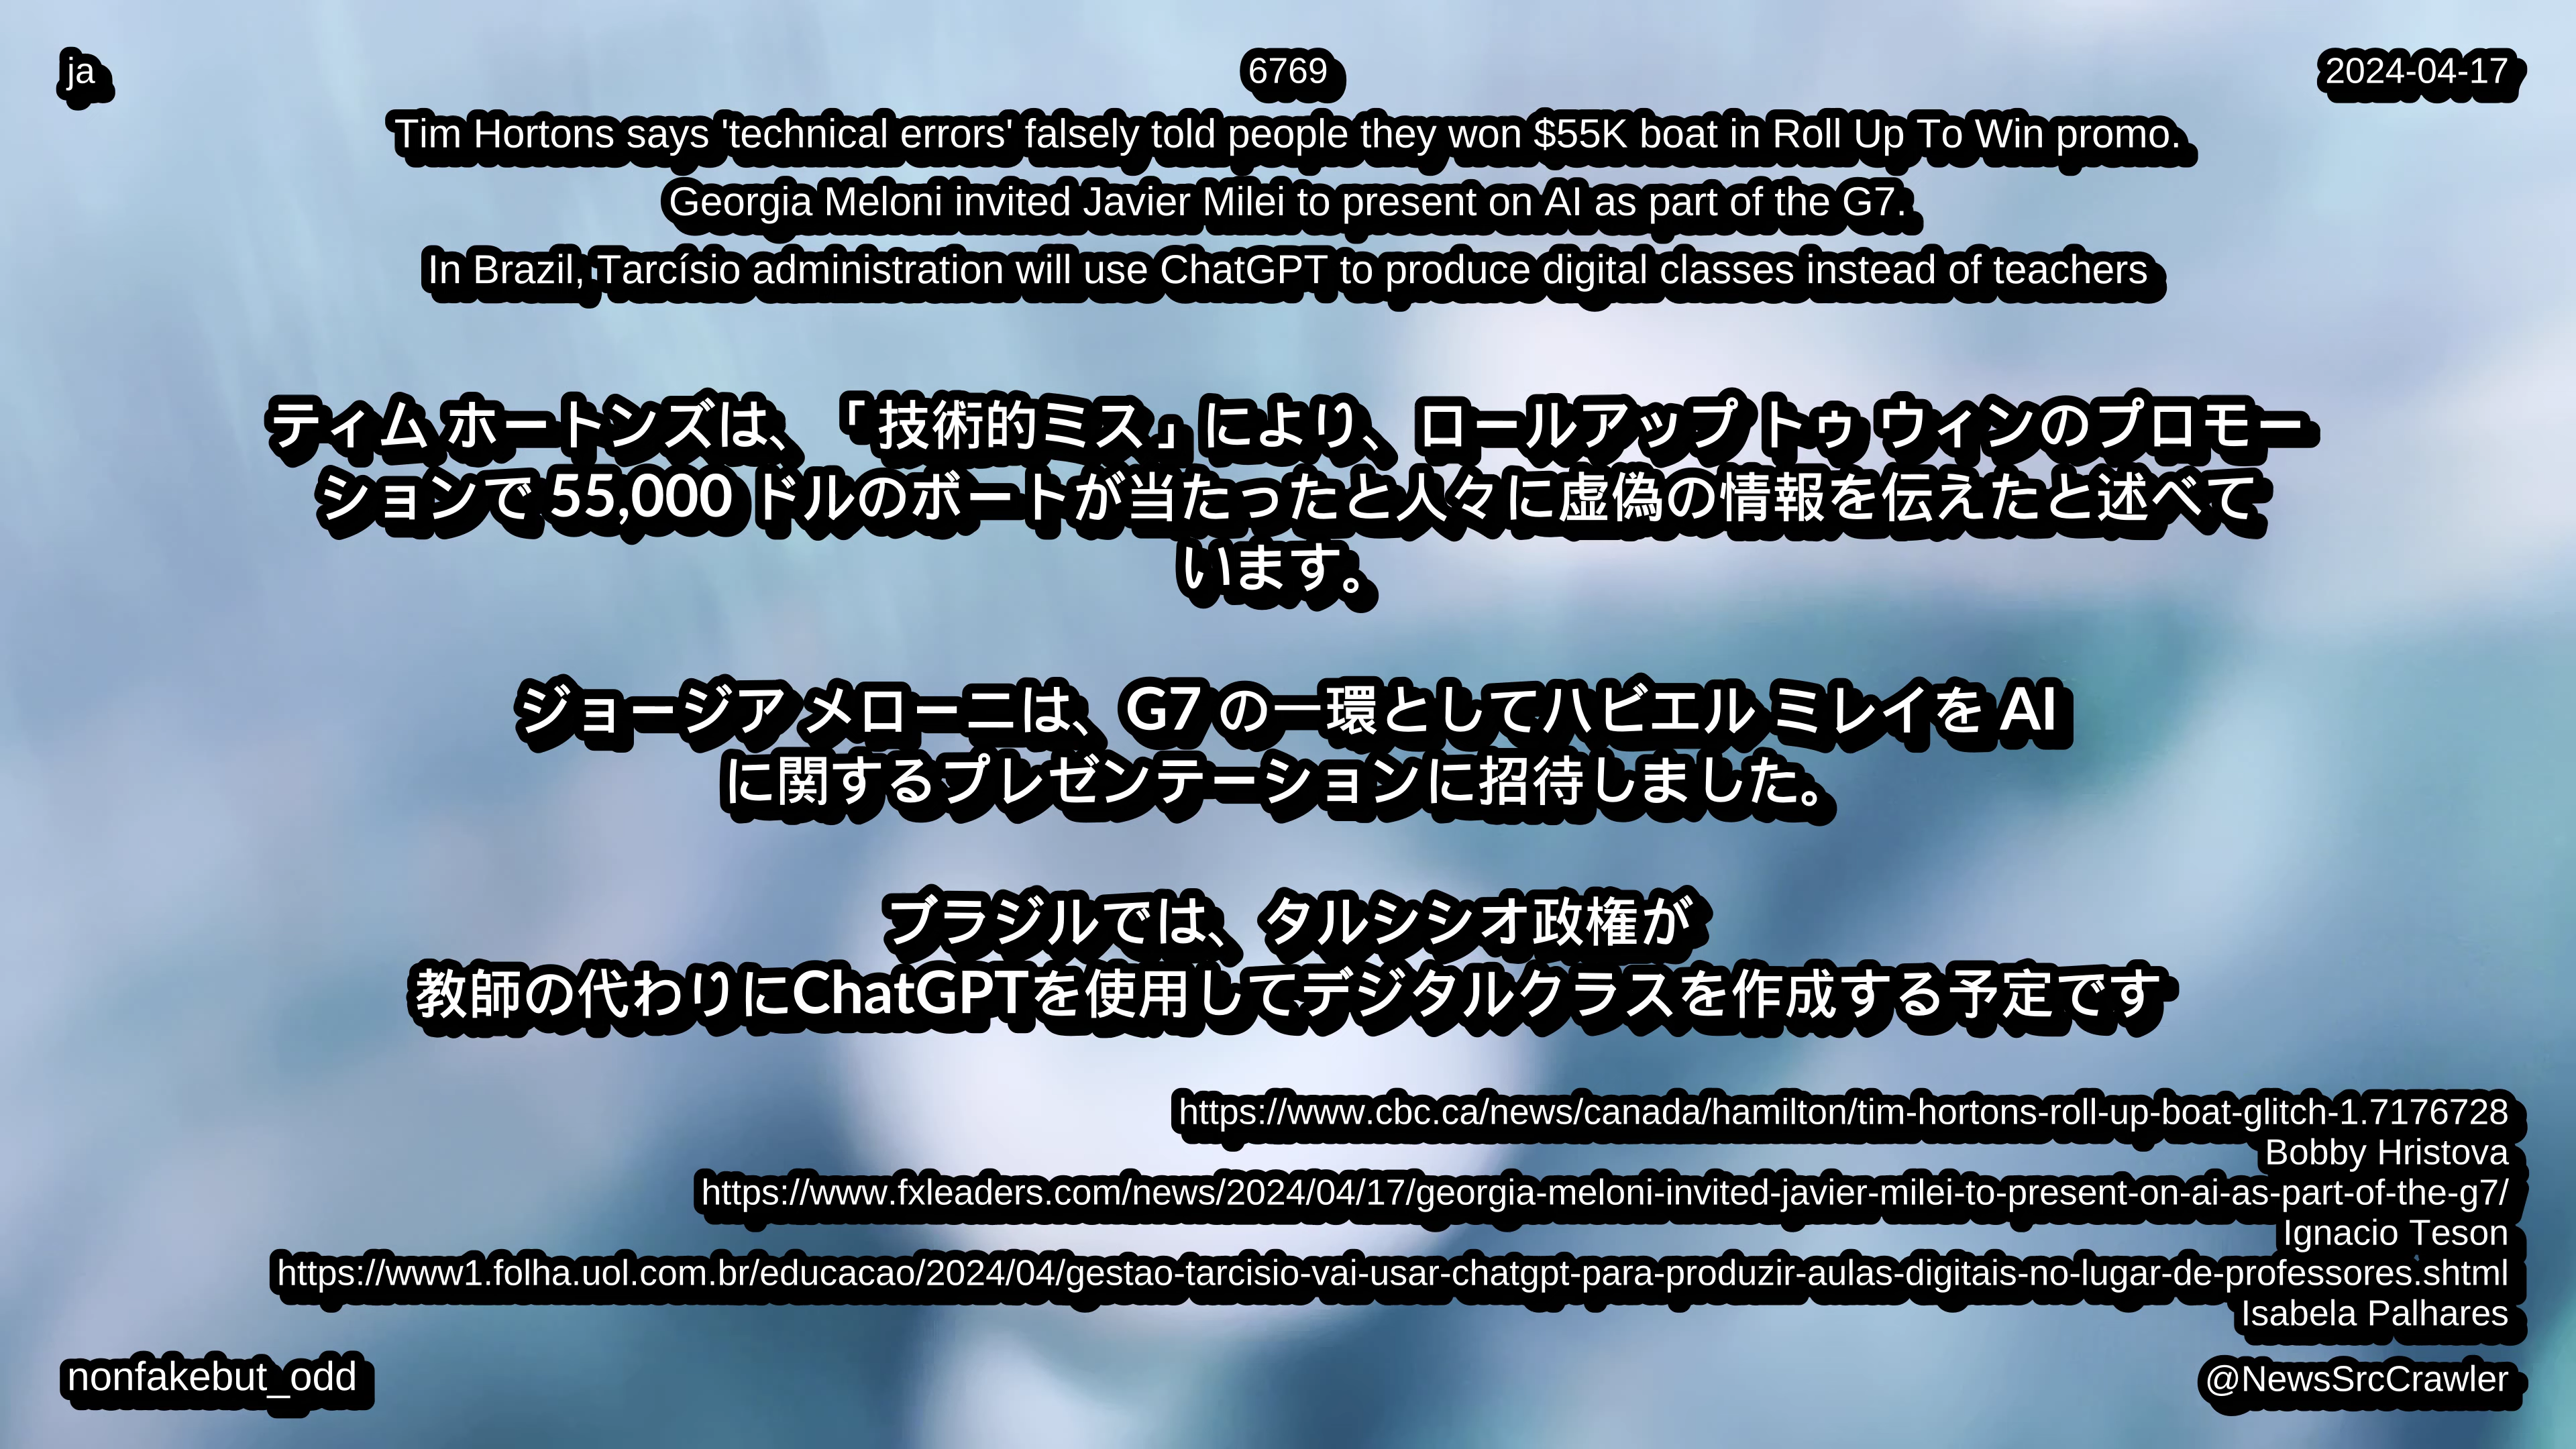 ja
6769
2024-04-17
Tim Hortons says 'technical errors' falsely told people they won $55K boat in Roll Up To Win promo.
Georgia Meloni invited Javier Milei to present on AI as part of the G7.
In Brazil, Tarcísio administration will use ChatGPT to produce digital classes instead of teachers
ティム ホートンズは、「 技術的ミス」により、ロールアップ トゥ ウィンのプロモー
ションで 55,000 ドルのボートが当たったと人々に虚偽の情報を伝えたと述べて
います。
ジョージア メローニは、G7 の一環としてハビエル ミレイを AI
に関するプレゼンテーションに招待しました。
ブラジルでは、タルシシオ政権が
教師の代わりにChatGPTを使用してデジタルクラスを作成する予定です
https://www.cbc.ca/news/canada/hamilton/tim-hortons-roll-up-boat-glitch-1.7176728
Bobby Hristova
https://www.fxleaders.com/news/2024/04/17/georgia-meloni-invited-javier-milei-to-present-on-ai-as-part-of-the-g7/
Ignacio Teson
https://www1.folha.uol.com.br/educacao/2024/04/gestao-tarcisio-vai-usar-chatgpt-para-produzir-aulas-digitais-no-lugar-de-professores.shtml
Isabela Palhares
nonfakebut_odd
@NewsSrcCrawler